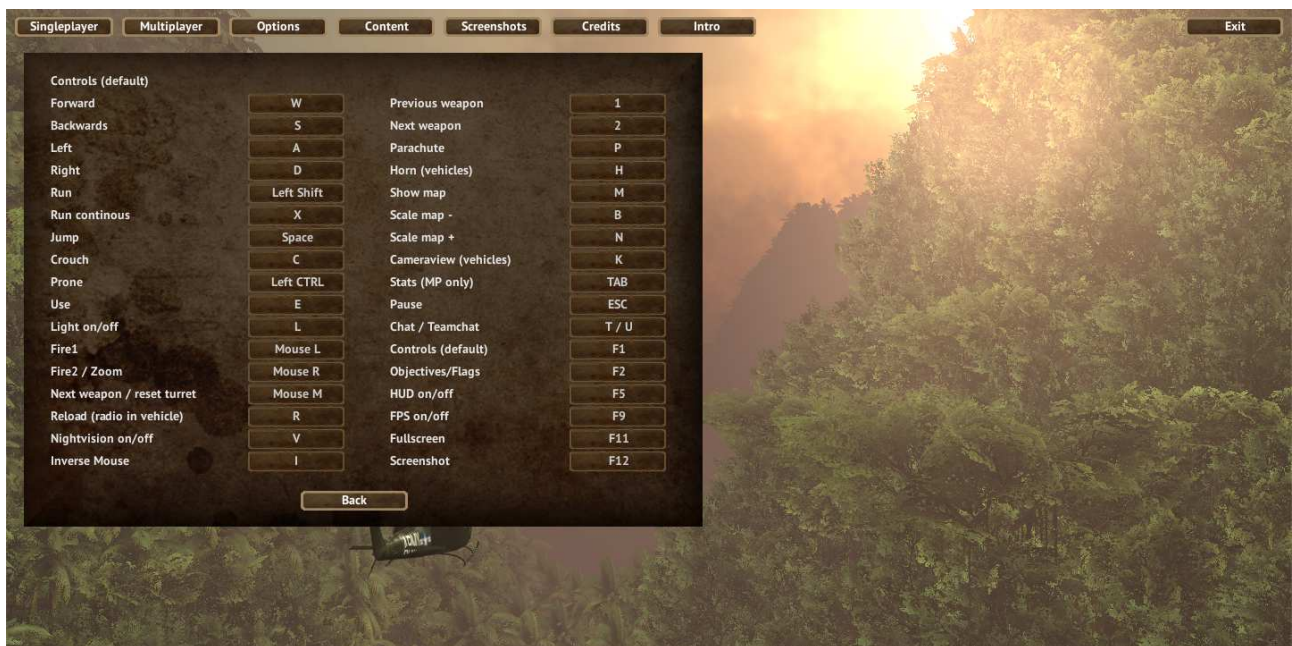 Singleplayer Multiplayer Options Content Screenshots Credits Intro Exit
Controls (default)
Forward W Previous weapon 1
Backwards S Next weapon 2
Left A Parachute P
Right D Horn (vehicles) H
Run Left Shift Show map M
Run continous X Scale map - B
Jump Space Scale map + N
Crouch C Cameraview (vehicles) K
Prone Left CTRL Stats (MP only) TAB
Use E Pause ESC
Light on/off L Chat / Teamchat T / U
Fire1 Mouse L Controls (default) F1
Fire2 / Zoom Mouse R Objectives/Flags F2
Next weapon / reset turret Mouse M HUD on/off F5
Reload (radio in vehicle) R FPS on/off F9
Nightvision on/off V Fullscreen F11
Inverse Mouse I Screenshot F12
Back